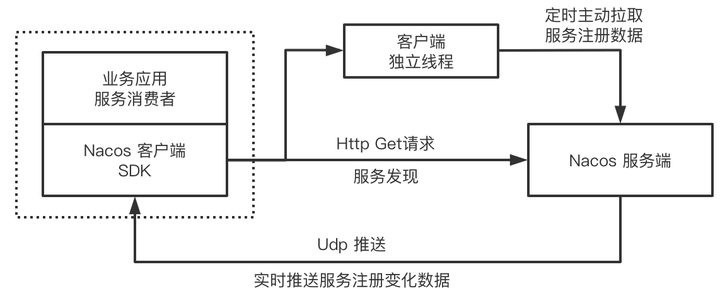 定时主动拉取
服务注册数据
客户端
独立线程
业务应用
服务消费者
Nacos 客户端
SDK
Http Get请求
服务发现
Nacos 服务端
Udp 推送
实时推送服务注册变化数据